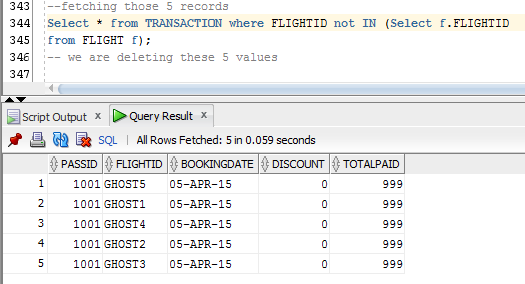 343 --fetching those 5 records
344 Select * from TRANSACTION where FLIGHTID not IN (Select f.FLIGHTID
345 from FLIGHT f);
346 -- we are deleting these 5 values
347
Script Output x Query Result x
SQL | All Rows Fetched: 5 in 0.059 seconds
PASSID FLIGHTID BOOKINGDATE DISCOUNT TOTALPAID
1 1001 GHOST5 05-APR-15 0 999
2 1001 GHOST1 05-APR-15 0 999
3 1001 GHOST4 05-APR-15 0 999
4 1001 GHOST2 05-APR-15 0 999
5 1001 GHOST3 05-APR-15 0 999